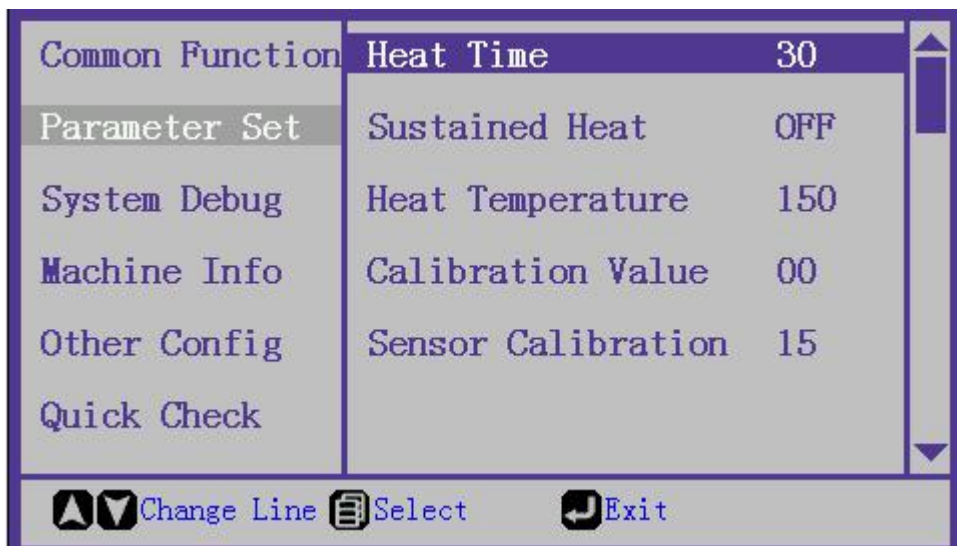 Common Function Heat Time 30
Parameter Set Sustained Heat OFF
System Debug Heat Temperature 150
Machine Info Calibration Value 00
Other Config Sensor Calibration 15
Quick Check
Change Line Select Exit